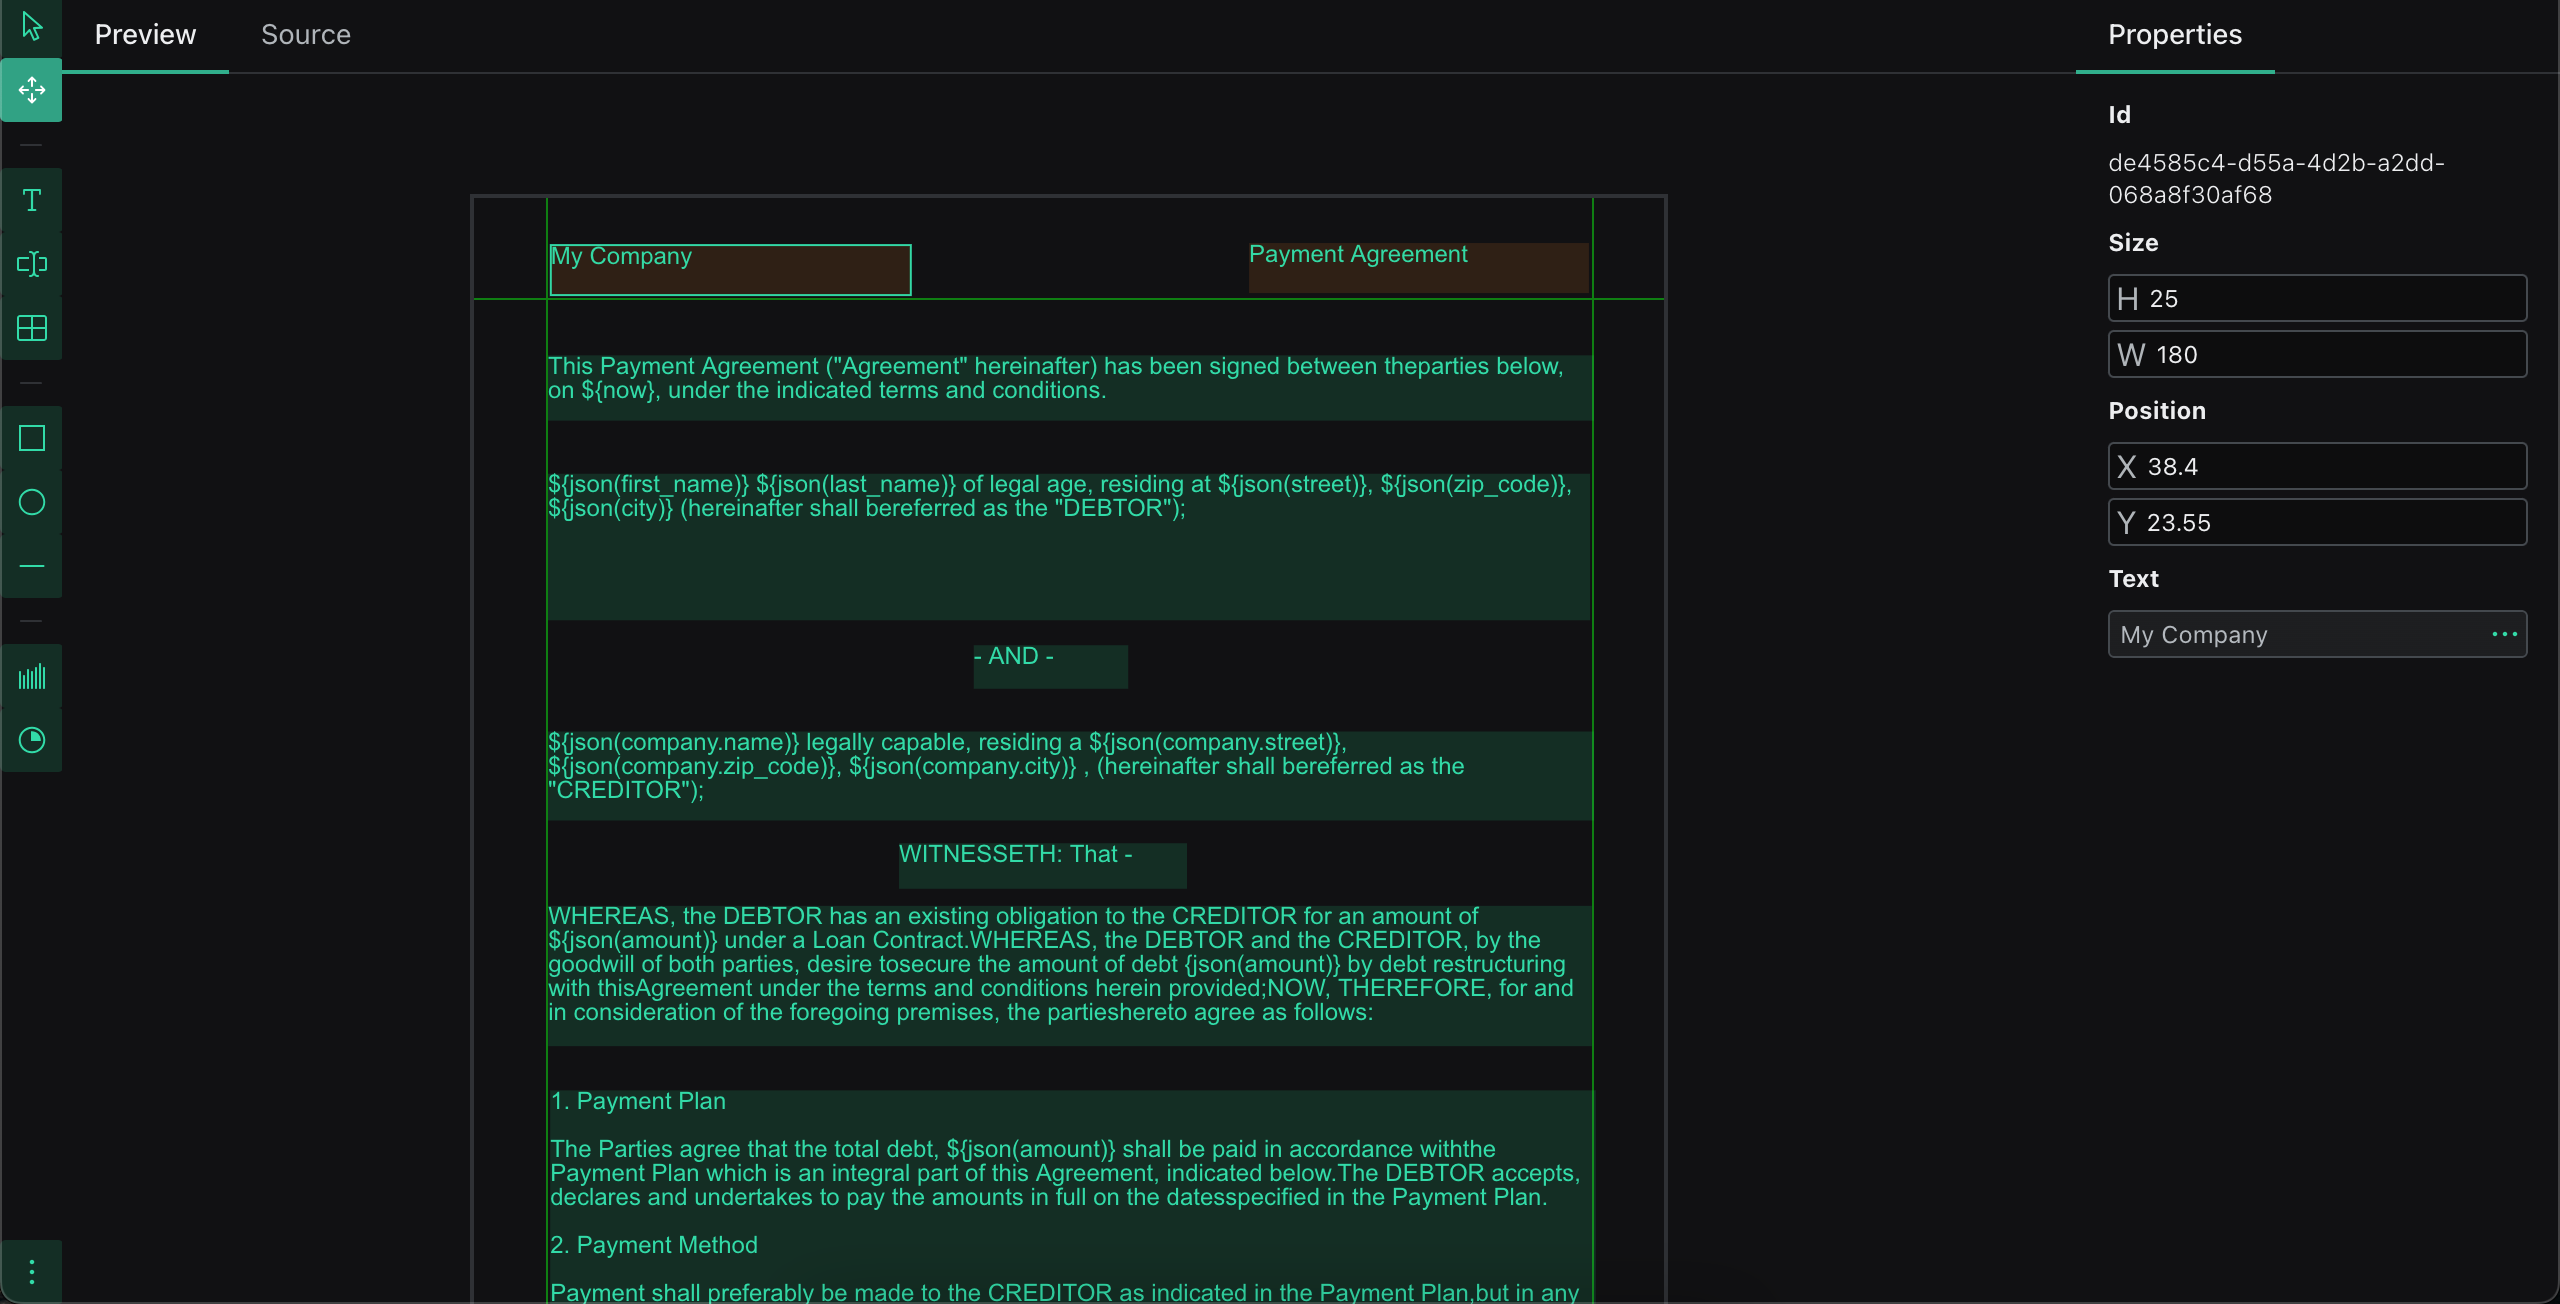 Preview
Source
Properties
T
My Company
Payment Agreement
This Payment Agreement ("Agreement" hereinafter) has been signed between theparties below,
on ${now}, under the indicated terms and conditions.
${json(first_name)} ${json(last_name)} of legal age, residing at ${json(street)}, ${json(zip_code)},
${json(city)} (hereinafter shall bereferred as the "DEBTOR");
- AND -
${json(company.name)} legally capable, residing a ${json(company.street)},
${json(company.zip_code)}, ${json(company.city)} , (hereinafter shall bereferred as the
"CREDITOR");
WITNESSETH: That -
WHEREAS, the DEBTOR has an existing obligation to the CREDITOR for an amount of
${json(amount)} under a Loan Contract.WHEREAS, the DEBTOR and the CREDITOR, by the
goodwill of both parties, desire tosecure the amount of debt {json(amount)} by debt restructuring
with thisAgreement under the terms and conditions herein provided;NOW, THEREFORE, for and
in consideration of the foregoing premises, the partieshereto agree as follows:
1. Payment Plan
The Parties agree that the total debt, ${json(amount)} shall be paid in accordance withthe
Payment Plan which is an integral part of this Agreement, indicated below.The DEBTOR accepts,
declares and undertakes to pay the amounts in full on the datesspecified in the Payment Plan.
2. Payment Method
Payment shall preferably be made to the CREDITOR as indicated in the Payment Plan,but in any
Id
de4585c4-d55a-4d2b-a2dd-
068a8f30af68
Size
H 25
W 180
Position
X 38.4
Y 23.55
Text
My Company